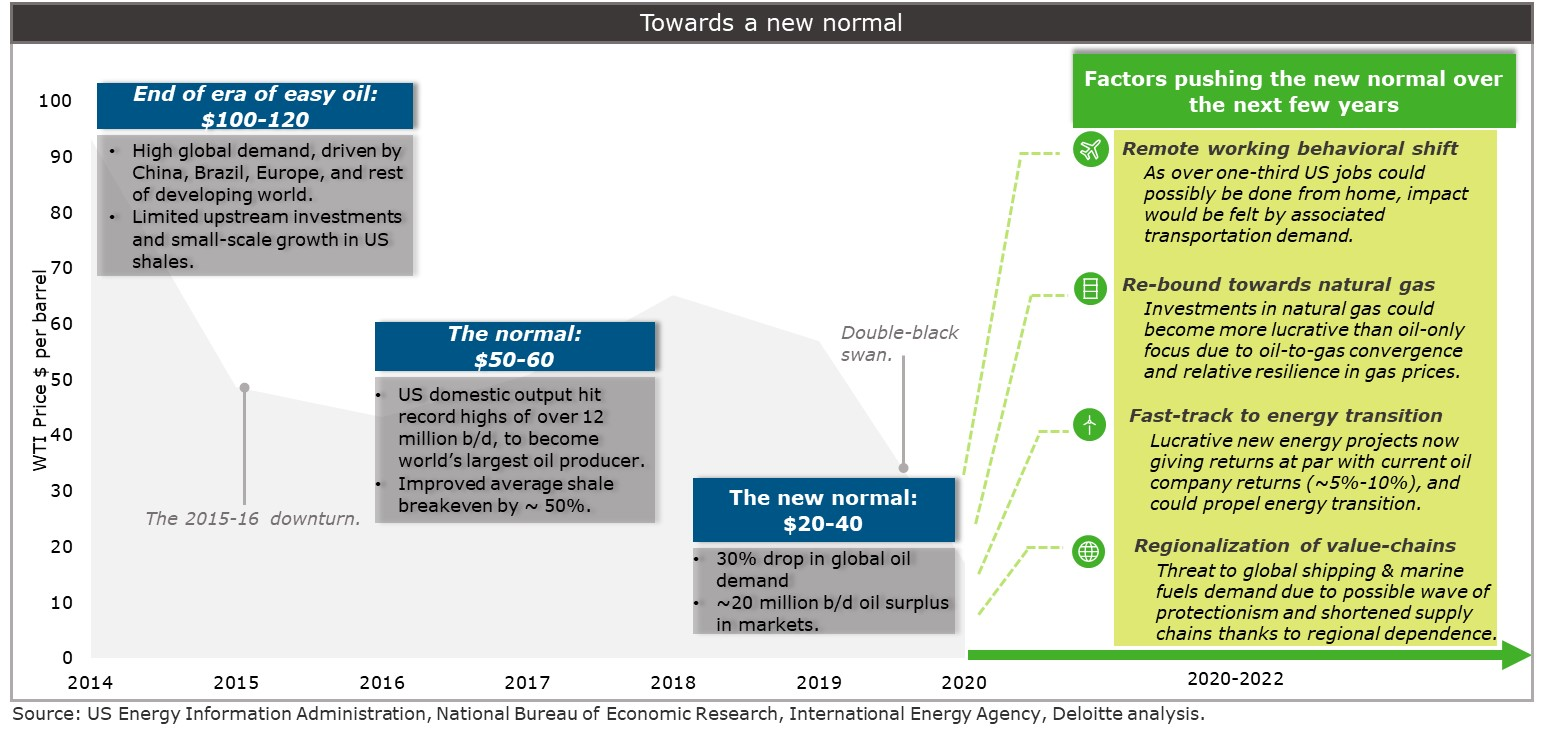 Towards a new normal
WTI Price $ per barrel
100
90
80
70
60
50
40
30
20
10
0
End of era of easy oil:
$100-120
• High global demand, driven by
China, Brazil, Europe, and rest
of developing world.
• Limited upstream investments
and small-scale growth in US
shales.
The 2015-16 downturn.
The normal:
$50-60
• US domestic output hit
record highs of over 12
million b/d, to become
world’s largest oil producer.
• Improved average shale
breakeven by ~ 50%.
Double-black
swan.
The new normal:
$20-40
• 30% drop in global oil
demand
• ~20 million b/d oil surplus
in markets.
2014
2015
2016
2017
2018
2019
2020
Factors pushing the new normal over
the next few years
Remote working behavioral shift
As over one-third US jobs could
possibly be done from home, impact
would be felt by associated
transportation demand.
Re-bound towards natural gas
Investments in natural gas could
become more lucrative than oil-only
focus due to oil-to-gas convergence
and relative resilience in gas prices.
Fast-track to energy transition
Lucrative new energy projects now
giving returns at par with current oil
company returns (~5%-10%), and
could propel energy transition.
Regionalization of value-chains
Threat to global shipping & marine
fuels demand due to possible wave of
protectionism and shortened supply
chains thanks to regional dependence.
2020-2022
Source: US Energy Information Administration, National Bureau of Economic Research, International Energy Agency, Deloitte analysis.